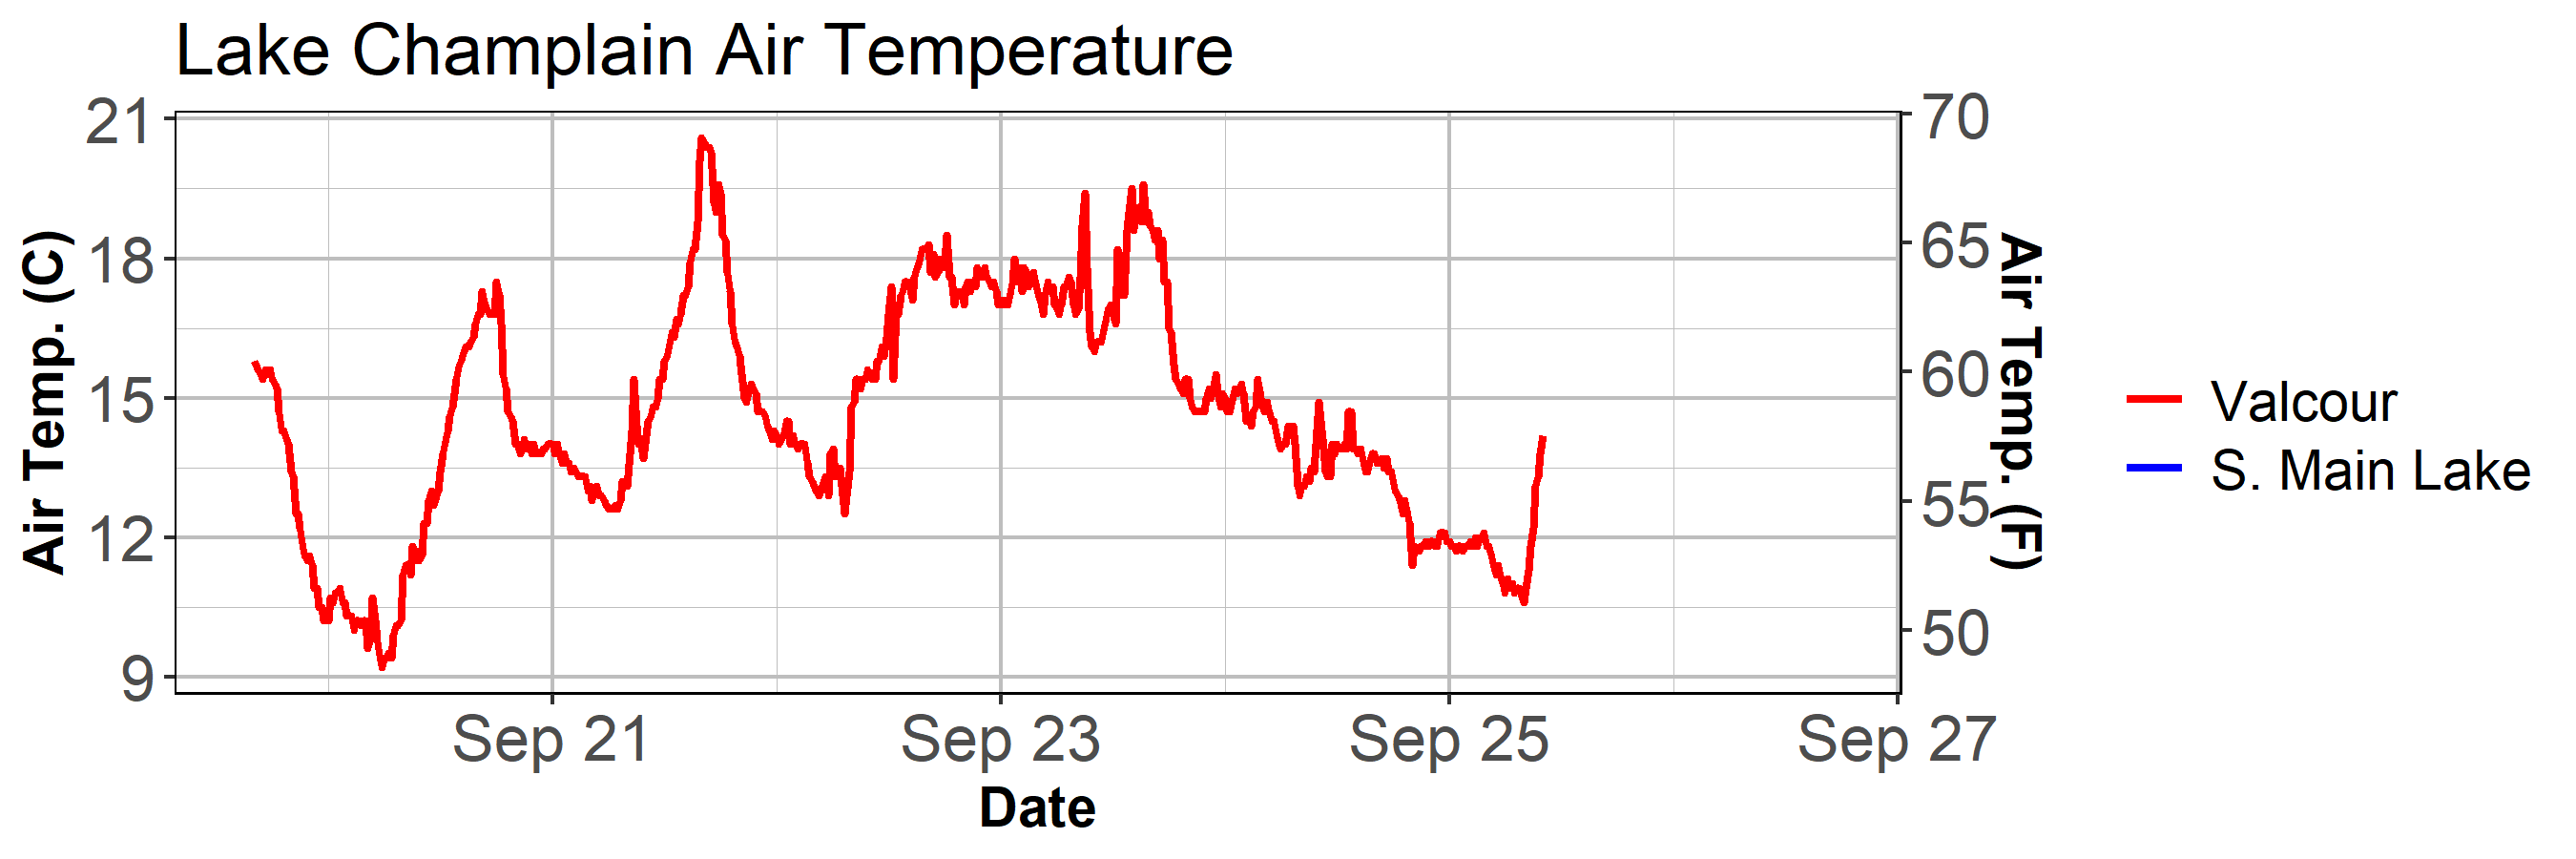 Lake Champlain Air Temperature
21
18
15
12
9
Air Temp. (C)
70
65
60
55
50
Air Temp. (F)
Sep 21
Sep 23
Sep 25
Sep 27
Date
Valcour
S. Main Lake